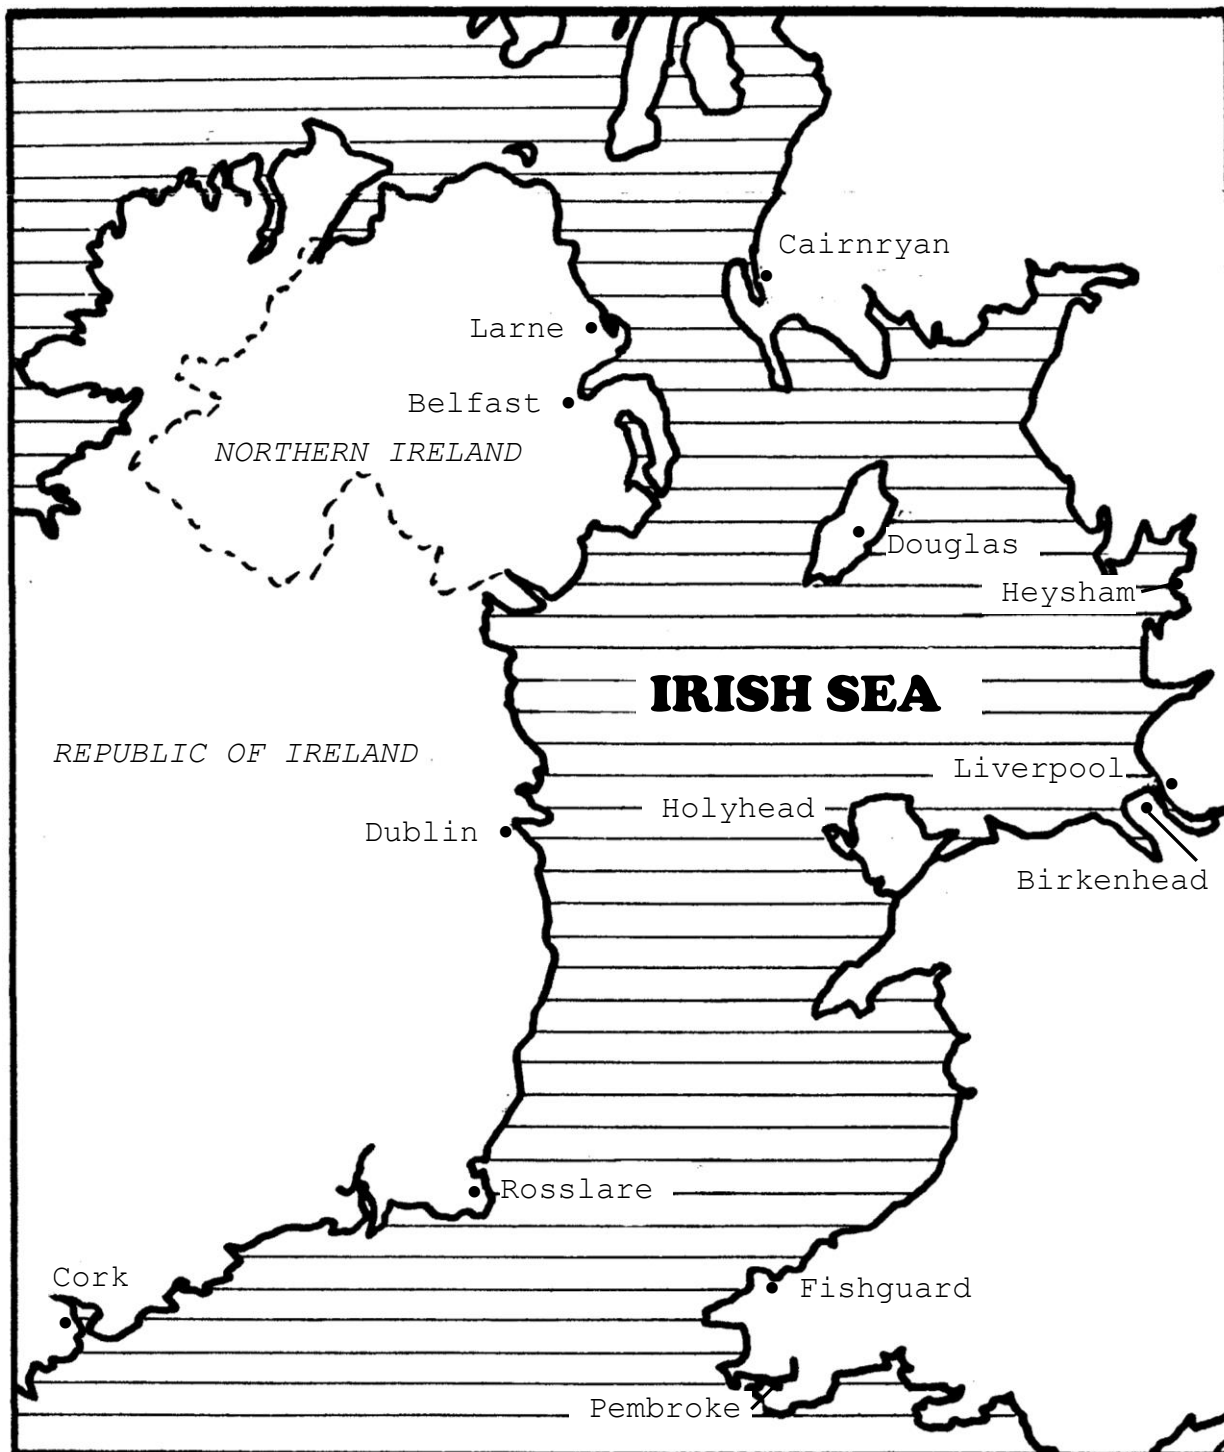 Cairnryan
Larne
Belfast
NORTHERN IRELAND
Douglas
Heysham
IRISH SEA
REPUBLIC OF IRELAND
Liverpool
Holyhead
Dublin
Birkenhead
Rosslare
Cork
Fishguard
Pembroke